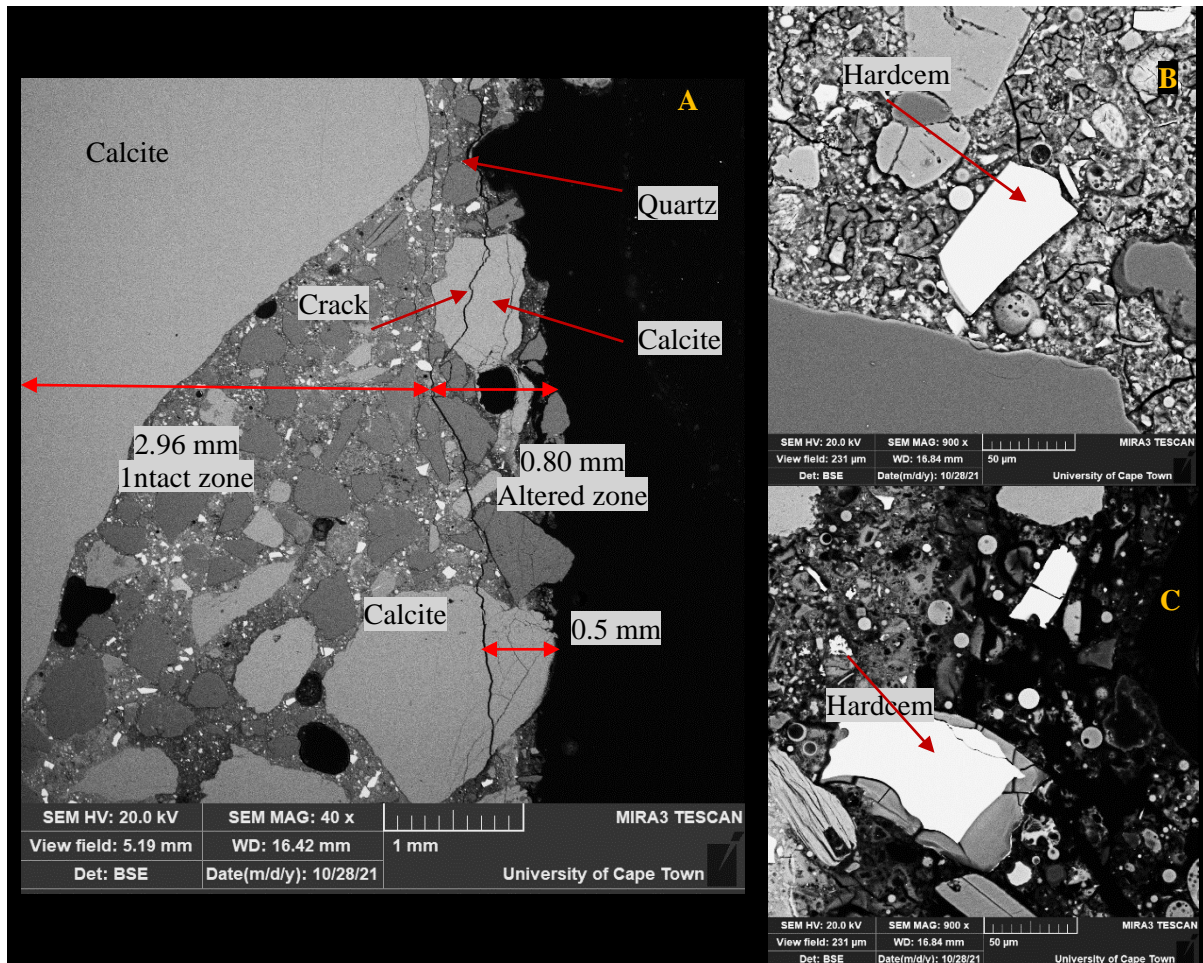 A
Calcite
Quartz
Crack
Calcite
2.96 mm
1ntact zone
0.80 mm
Altered zone
Calcite
0.5 mm
SEM HV: 20.0 kV
SEM MAG: 40 x
MIRA3 TESCAN
View field: 5.19 mm
WD: 16.42 mm
1 mm
Det: BSE
Date(m/d/y): 10/28/21
University of Cape Town
Hardcem
B
SEM HV: 20.0 kV
SEM MAG: 900 x
MIRA3 TESCAN
View field: 231 µm
WD: 16.84 mm
50 µm
Det: BSE
Date(m/d/y): 10/28/21
University of Cape Town
C
Hardcem
SEM HV: 20.0 kV
SEM MAG: 900 x
MIRA3 TESCAN
View field: 231 µm
WD: 16.84 mm
50 µm
Det: BSE
Date(m/d/y): 10/28/21
University of Cape Town